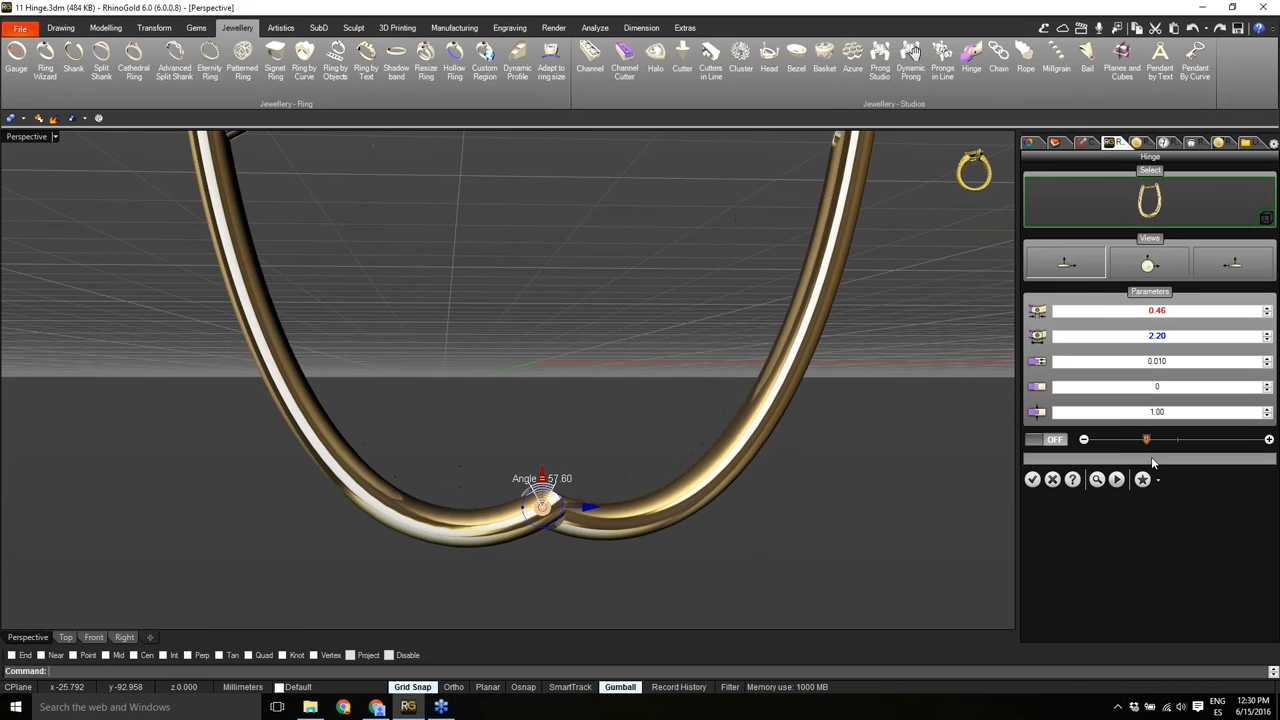 11 Hinge.3dm (484 KB) - RhinoGold 6.0 (6.0.0.8) - [Perspective]
File Drawing Modelling Transform Gems Jewellery Artistics SubD Sculpt 3D Printing Manufacturing Engraving Render Analyze Dimension Extras
Gauge Ring Wizard Shank Split Shank Cathedral Ring Advanced Split Shank Eternity Ring Patterned Ring Signet Ring Ring by Curve Ring by Objects Ring by Text Shadow band Resize Ring Hollow Ring Custom Region Dynamic Profile Adapt to ring size Channel Channel Cutter Halo Cutter Cutters in Line Cluster Head Bezel Basket Azure Prong Studio Dynamic Prong Prongs in Line Hinge Chain Rope Millgrain Bail Planes and Cubes Pendant by Text Pendant By Curve
Jewellery - Ring Jewellery - Studios
Perspective
Hinge
Select
Views
Parameters
0.46
2.20
0.010
0
1.00
OFF
Angle = 57.60
Perspective Top Front Right
End Near Point Mid Cen Int Perp Tan Quad Knot Vertex Project Disable
Command:
CPlane x -25.792 y -92.958 z 0.000 Millimeters Default Grid Snap Ortho Planar Osnap SmartTrack Gumball Record History Filter Memory use: 1000 MB
Search the web and Windows
RG
ENG
ES
12:30 PM
6/15/2016